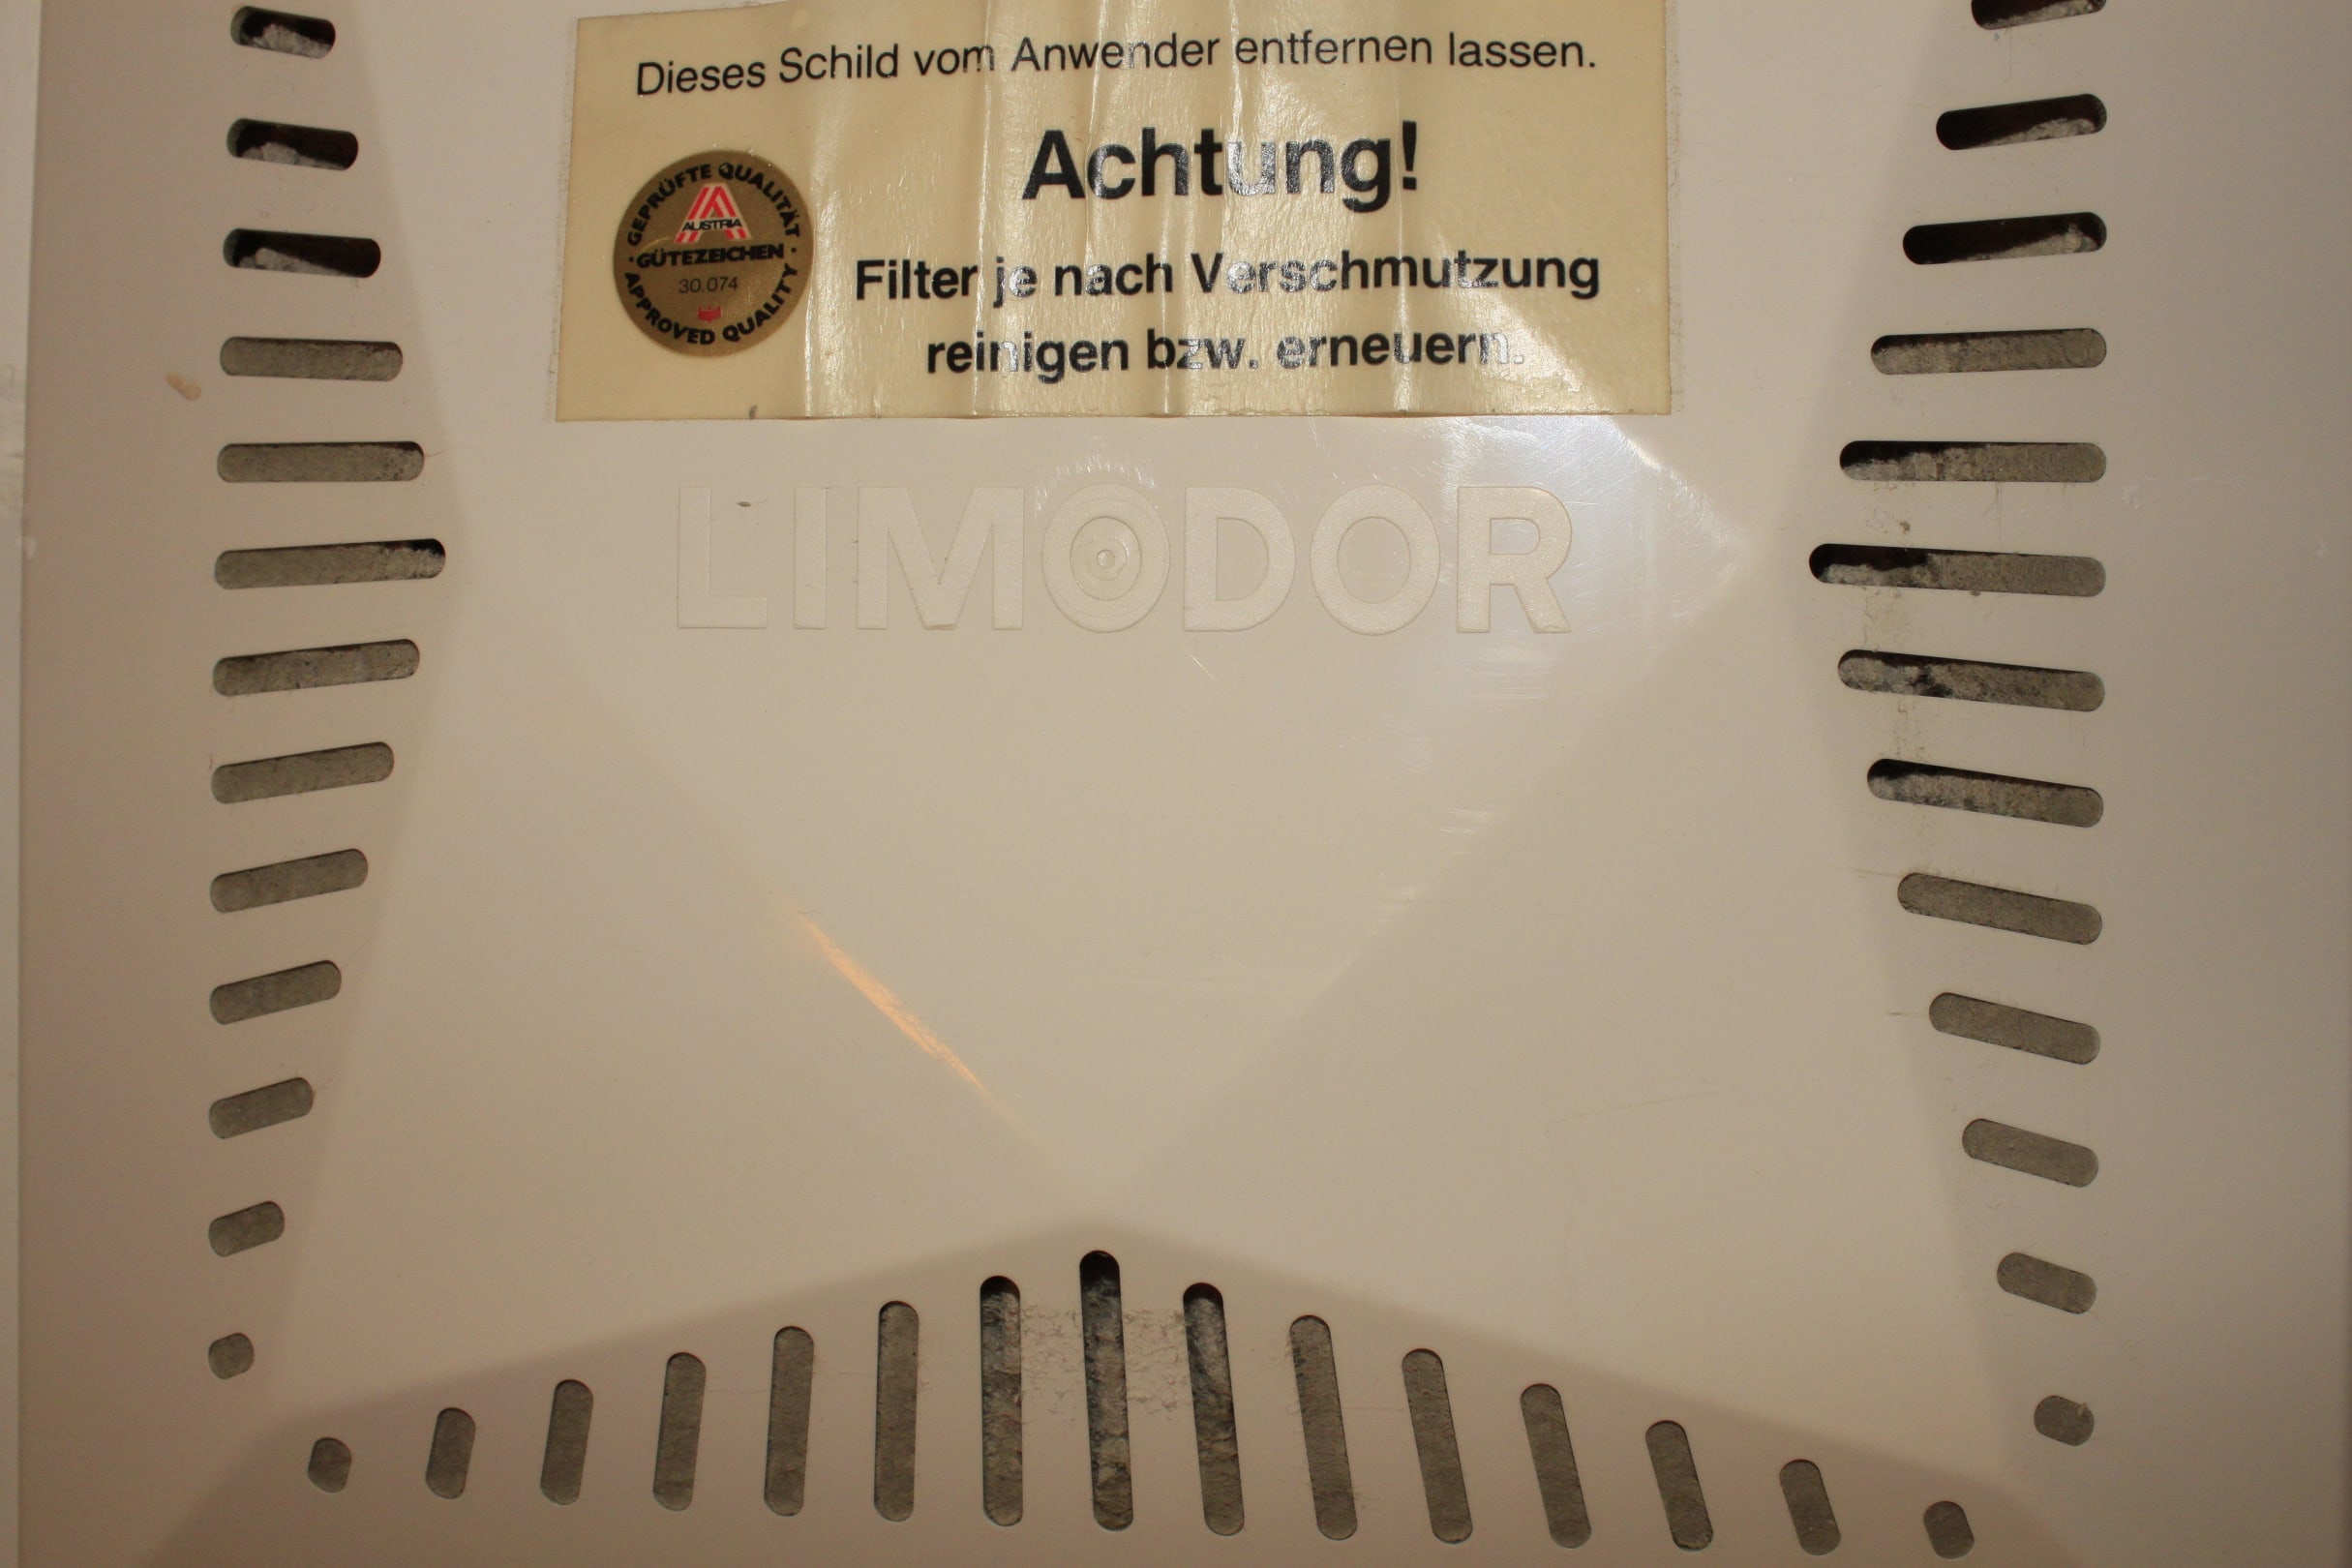 Dieses Schild vom Anwender entfernen lassen.
Achtung!
Filter je nach Verschmutzung
reinigen bzw. erneuern.
GEPRÜFTE QUALITÄT
AUSTRIA
GÜTEZEICHEN
30.074
APPROVED QUALITY
LIMODOR